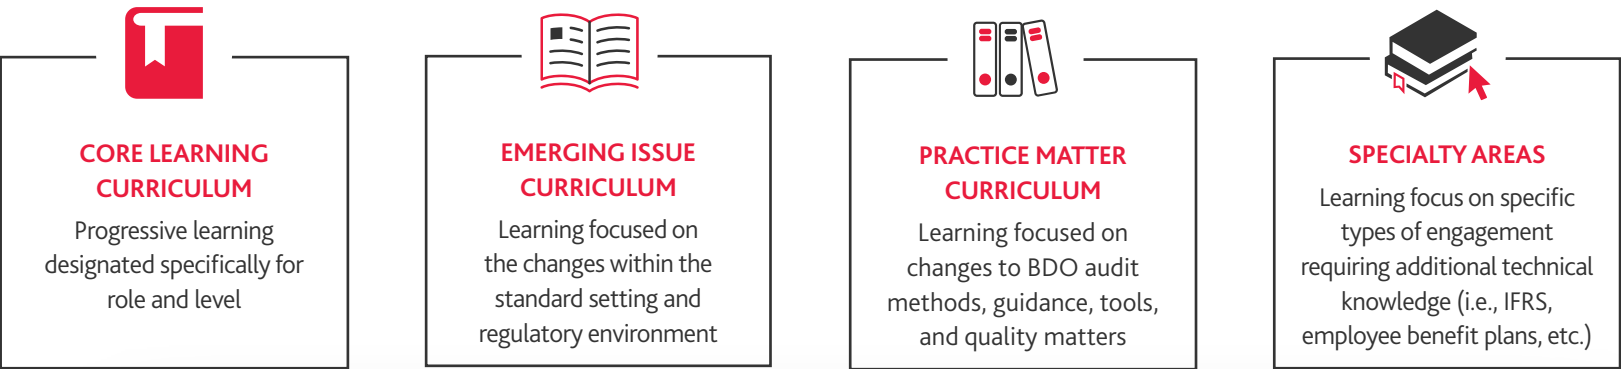 CORE LEARNING
CURRICULUM
Progressive learning
designated specifically for
role and level
EMERGING ISSUE
CURRICULUM
Learning focused on
the changes within the
standard setting and
regulatory environment
PRACTICE MATTER
CURRICULUM
Learning focused on
changes to BDO audit
methods, guidance, tools,
and quality matters
SPECIALTY AREAS
Learning focus on specific
types of engagement
requiring additional technical
knowledge (i.e., IFRS,
employee benefit plans, etc.)